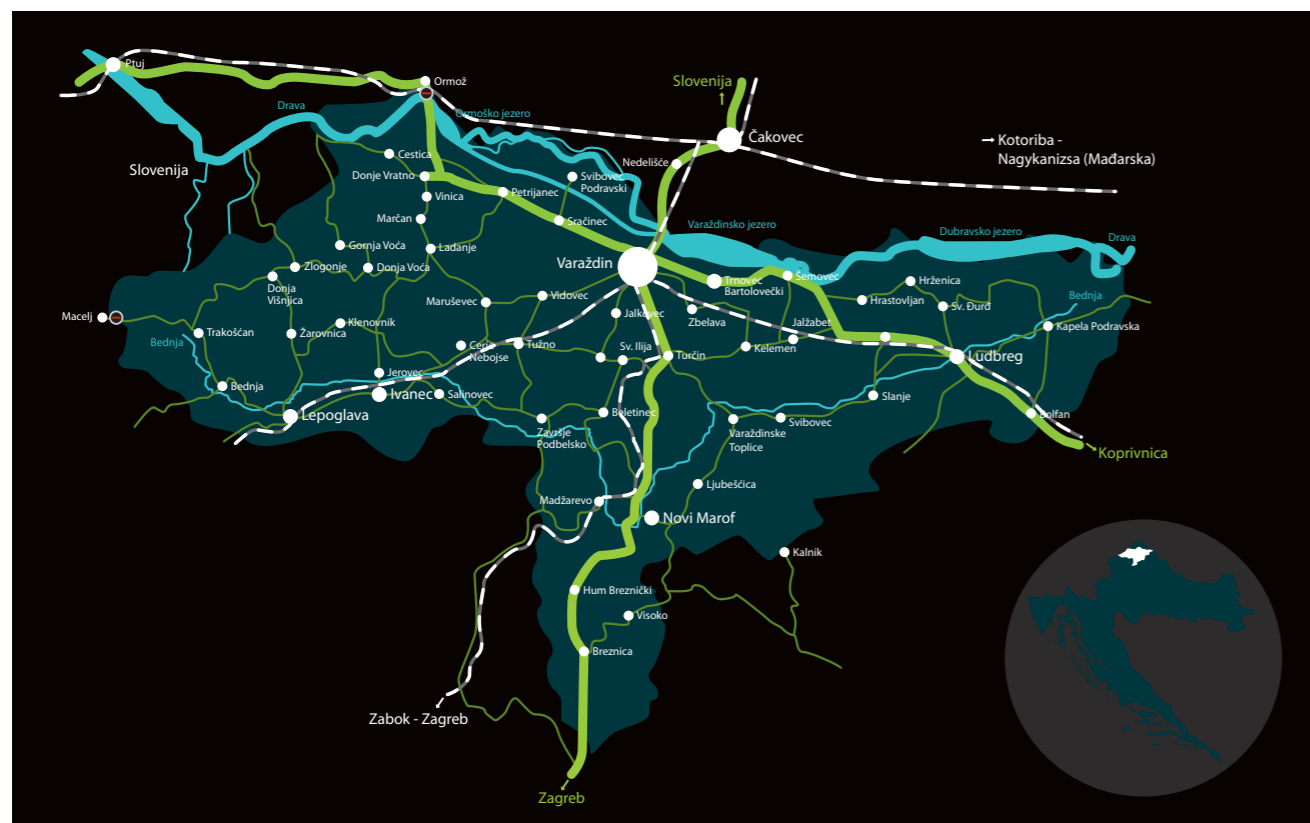 Ptuj
Ormož
Slovenija
Drava
Ormoško jezero
Čakovec
Kotoriba -
Nagykanizsa (Mađarska)
Slovenija
Cestica
Nedelišće
Donje Vratno
Svibovec
Podravski
Vinica
Petrijanec
Marčan
Sračinec
Varaždinsko jezero
Dubravsko jezero
Drava
Gornja Voća
Ladanje
Varaždin
Zlogonje
Donja Voća
Trnovec
Bartolovečki
Šemovec
Hrženica
Donja
Višnjica
Maruševec
Vidovec
Hrastovljan
Sv. Đurđ
Bednja
Macelj
Jalkovec
Zbelava
Jalžabet
Kapela Podravska
Trakošćan
Žarovnica
Klenovnik
Bednja
Cerje
Nebojse
Tužno
Sv. Ilija
Turčin
Kelemen
Ludbreg
Jerovec
Bednja
Ivanec
Salinovec
Slanje
Lepoglava
Beletinec
Svibovec
Bolfan
Završje
Podbelsko
Varaždinske
Toplice
Koprivnica
Ljubešćica
Madžarevo
Novi Marof
Kalnik
Hum Breznički
Visoko
Breznica
Zabok - Zagreb
Zagreb